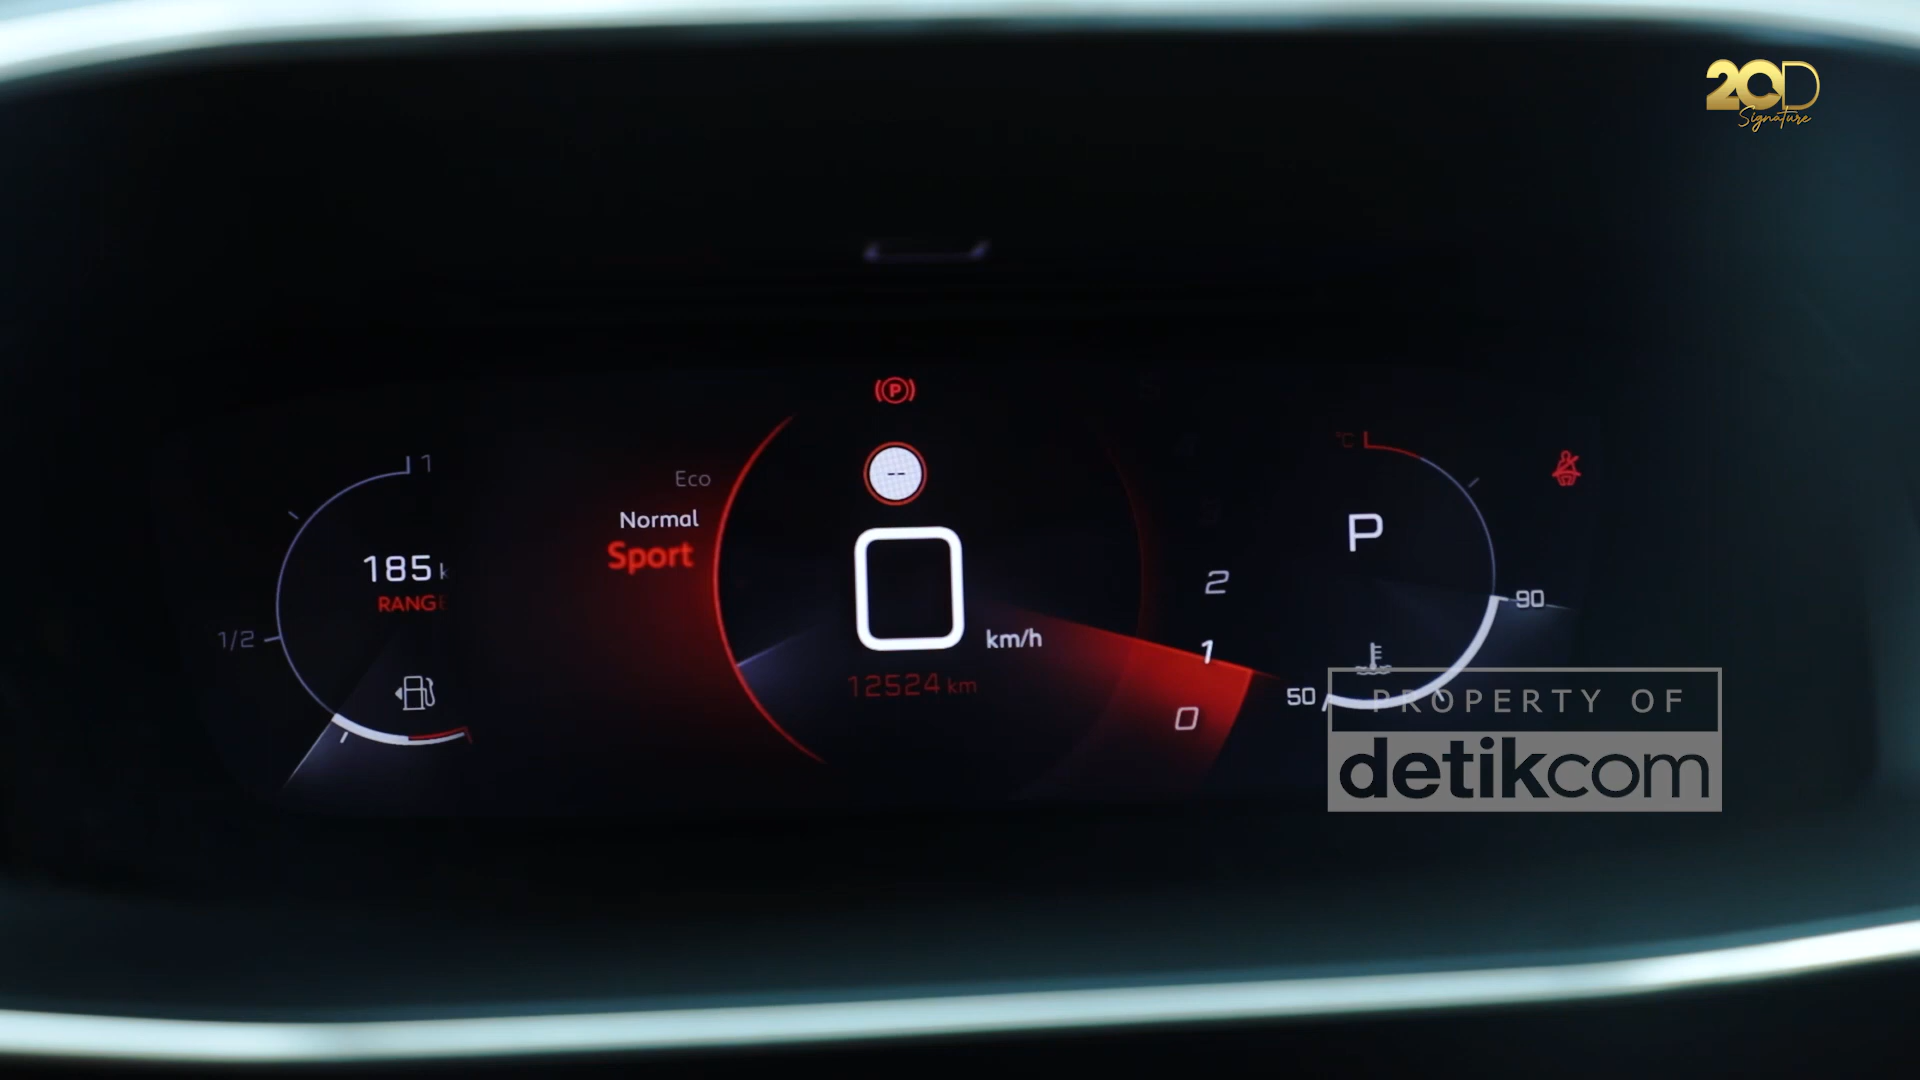 20D
Signature
P
--
1
Eco
Normal
Sport
185 k
RANGE
1/2
0
km/h
12524 km
2
1
0
°C
P
90
50
PROPERTY OF
detikcom